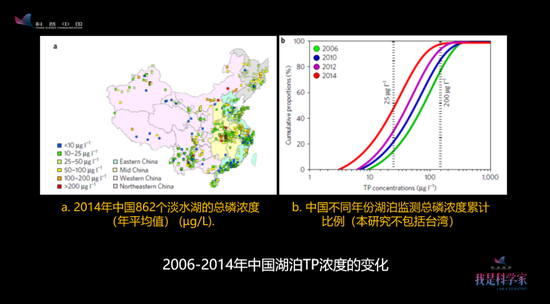 科普中国
CHINA SCIENCE COMMUNICATION
a
<10 µg l⁻¹
10–25 µg l⁻¹
25–50 µg l⁻¹
50–100 µg l⁻¹
100–200 µg l⁻¹
>200 µg l⁻¹
Eastern China
Mid China
Western China
Northeastern China
b
Cumulative proportions (%)
100
80
60
40
20
0
2006
2010
2012
2014
25 µg l⁻¹
200 µg l⁻¹
1
10
100
1,000
TP concentrations (µg l⁻¹)
a. 2014年中国862个淡水湖的总磷浓度
（年平均值） (µg/L).
b. 中国不同年份湖泊监测总磷浓度累计
比例（本研究不包括台湾）
2006-2014年中国湖泊TP浓度的变化
我是科学家